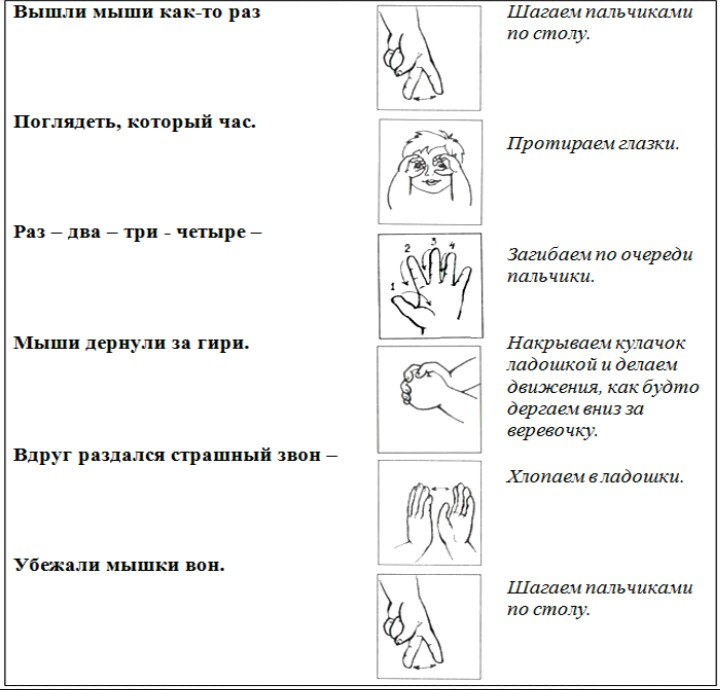 Вышли мыши как-то раз
Шагаем пальчиками
по столу.
Поглядеть, который час.
Протираем глазки.
Раз – два – три - четыре –
1
2
3
4
Загибаем по очереди
пальчики.
Мыши дернули за гири.
Накрываем кулачок
ладошкой и делаем
движения, как будто
дергаем вниз за
веревочку.
Вдруг раздался страшный звон –
Хлопаем в ладошки.
Убежали мышки вон.
Шагаем пальчиками
по столу.